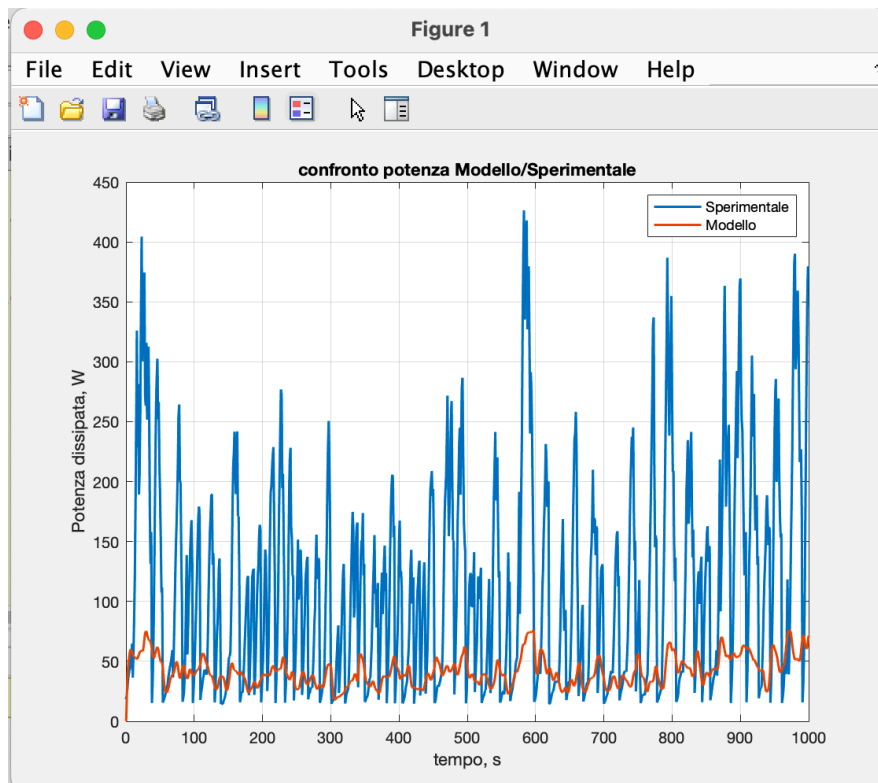 Figure 1
File Edit View Insert Tools Desktop Window Help
confronto potenza Modello/Sperimentale
450
400
350
300
250
200
150
100
50
0
Potenza dissipata, W
Sperimentale
Modello
0 100 200 300 400 500 600 700 800 900 1000
tempo, s